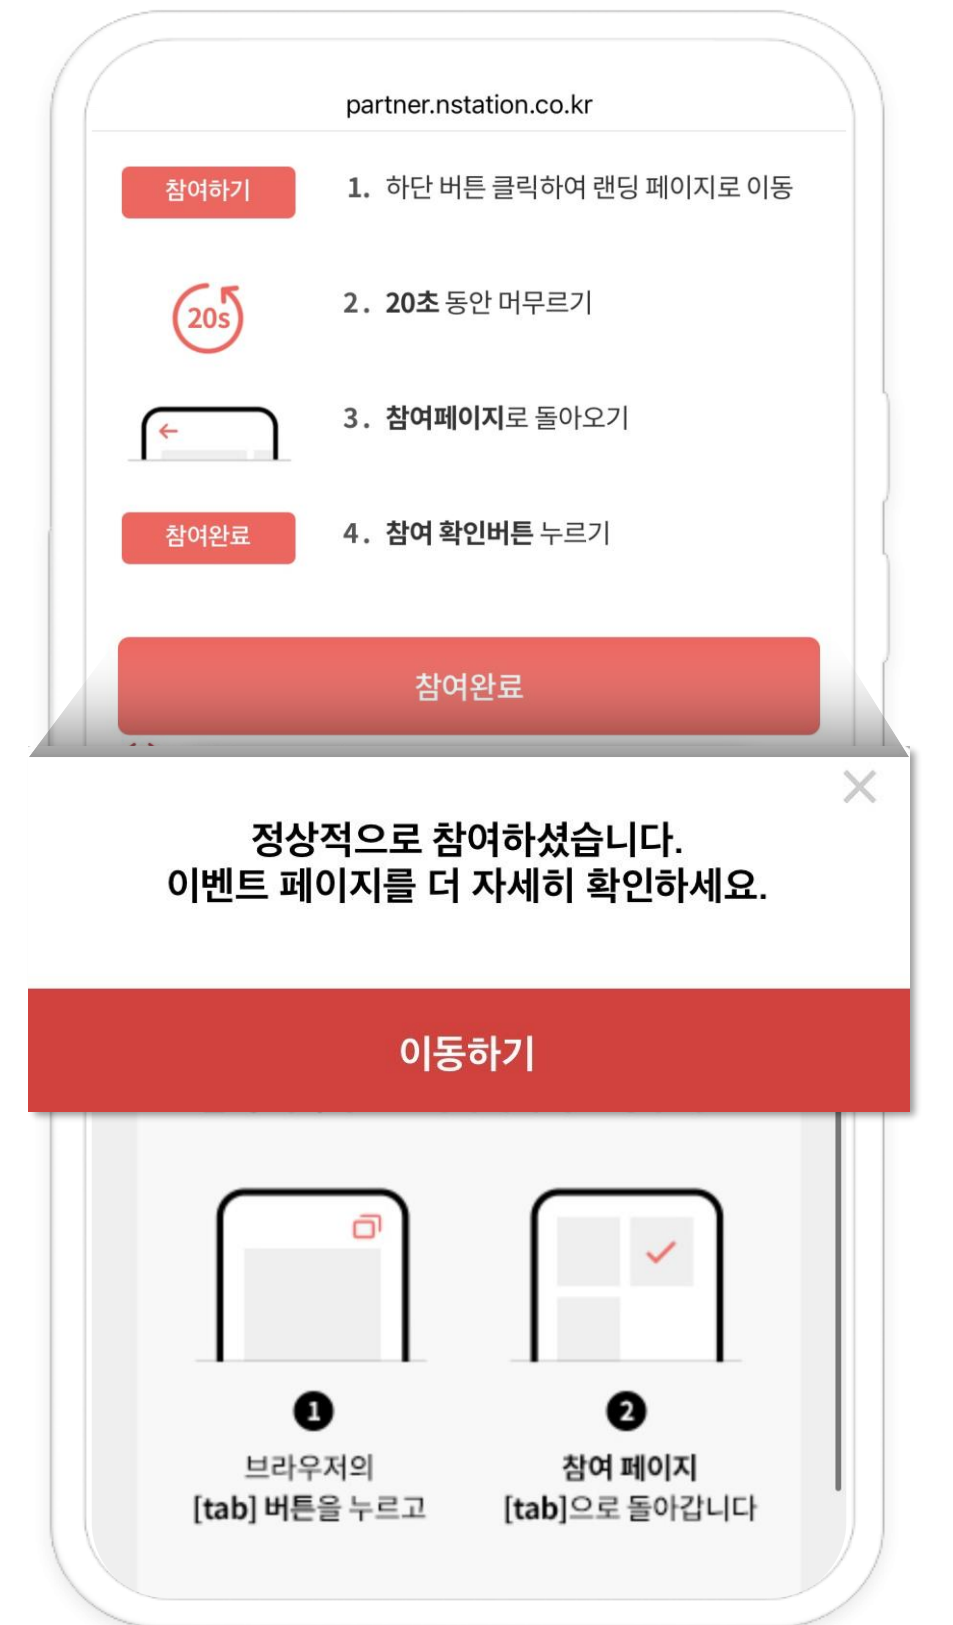 partner.nstation.co.kr
참여하기
1. 하단 버튼 클릭하여 랜딩 페이지로 이동
20s
2. 20초 동안 머무르기
3. 참여페이지로 돌아오기
참여완료
4. 참여 확인버튼 누르기
참여완료
정상적으로 참여하셨습니다.
이벤트 페이지를 더 자세히 확인하세요.
이동하기
1
브라우저의
[tab] 버튼을 누르고
2
참여 페이지
[tab]으로 돌아갑니다